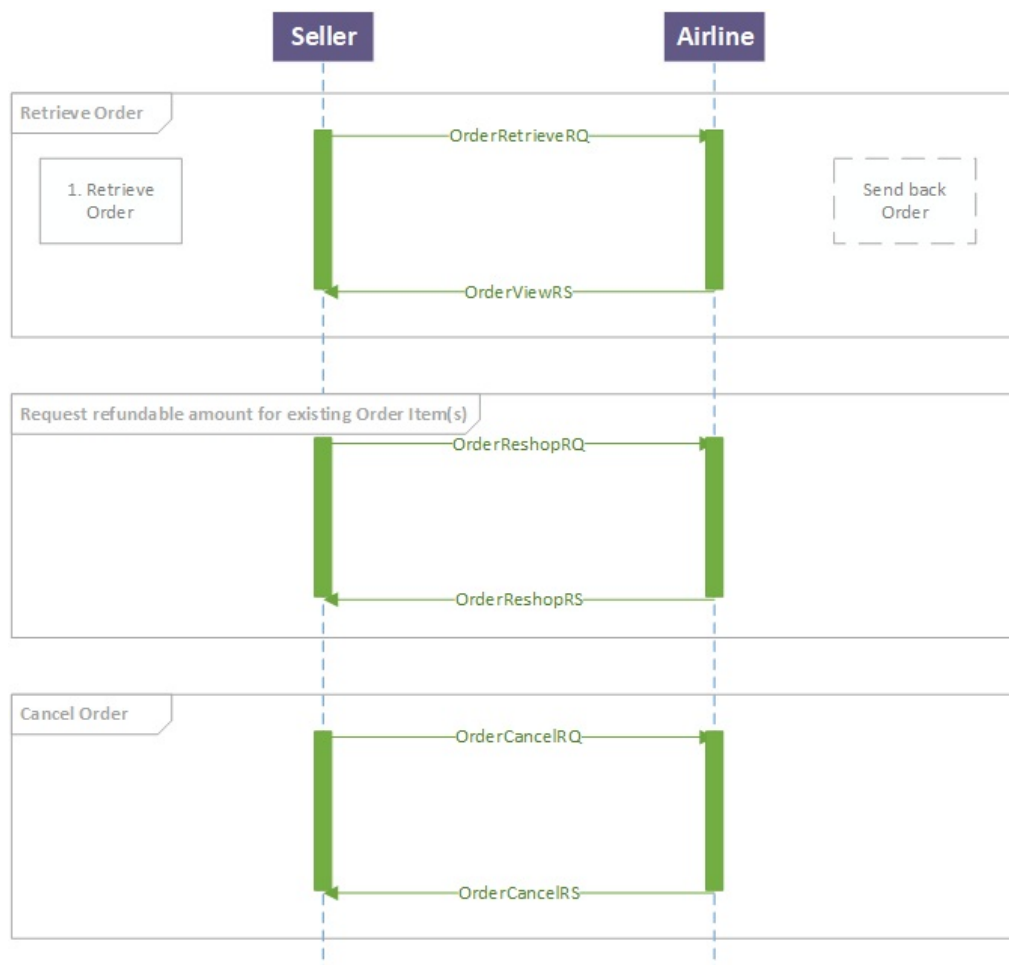 Seller
Airline
Retrieve Order
OrderRetrieveRQ
1. Retrieve
Order
Send back
Order
OrderViewRS
Request refundable amount for existing Order Item(s)
OrderReshopRQ
OrderReshopRS
Cancel Order
OrderCancelRQ
OrderCancelRS